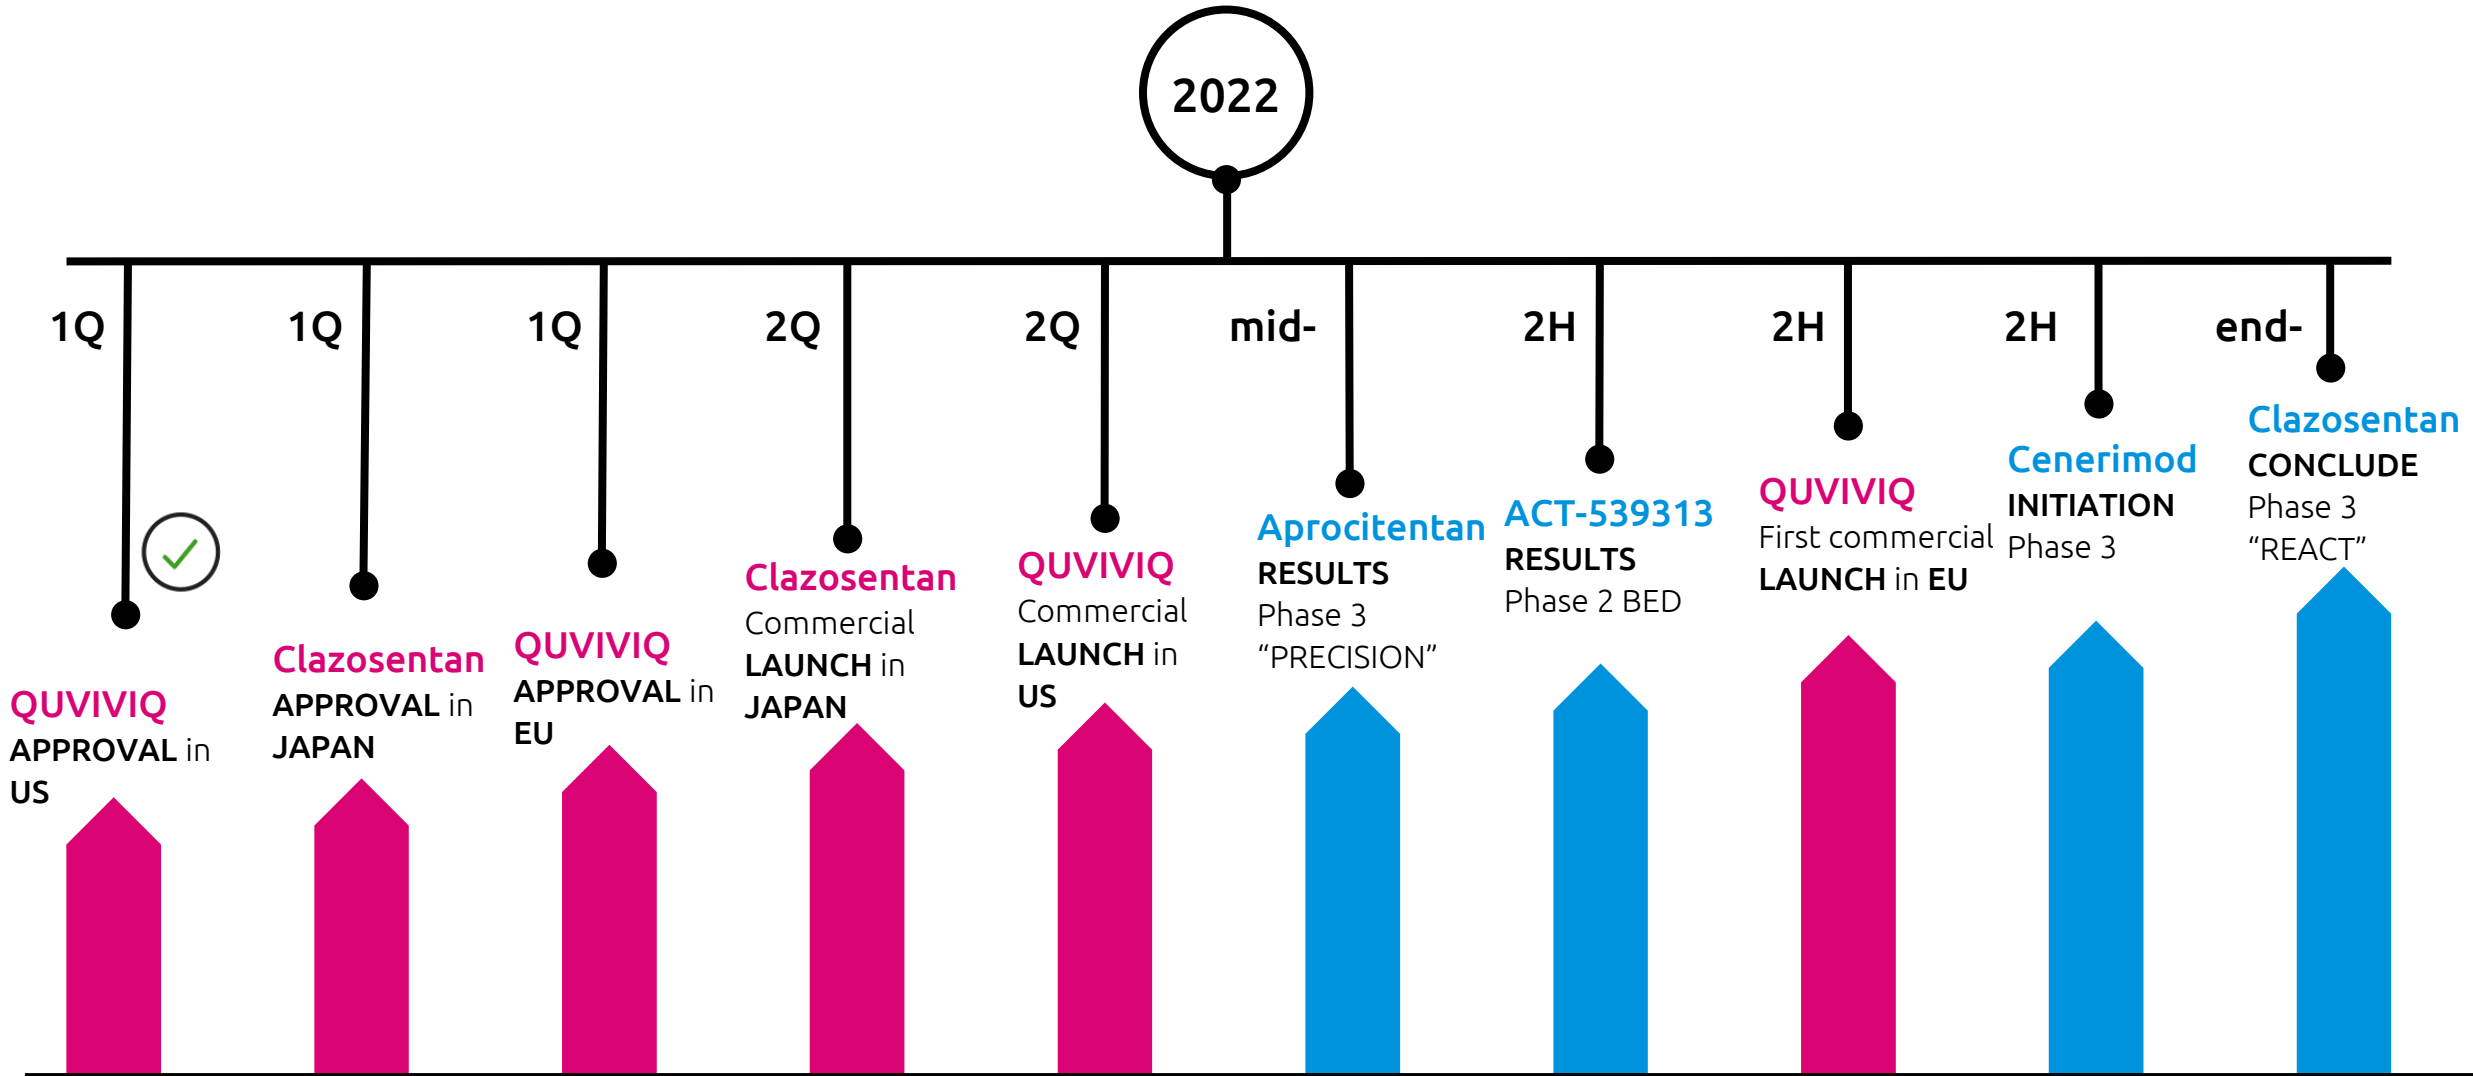 2022
1Q
1Q
1Q
2Q
2Q
mid-
2H
2H
2H
end-
QUVIVIQ
APPROVAL in
US
Clazosentan
APPROVAL in
JAPAN
QUVIVIQ
APPROVAL in
EU
Clazosentan
Commercial
LAUNCH in
JAPAN
QUVIVIQ
Commercial
LAUNCH in
US
Aprocitentan
RESULTS
Phase 3
“PRECISION”
ACT-539313
RESULTS
Phase 2 BED
QUVIVIQ
First commercial
LAUNCH in EU
Cenerimod
INITIATION
Phase 3
Clazosentan
CONCLUDE
Phase 3
“REACT”